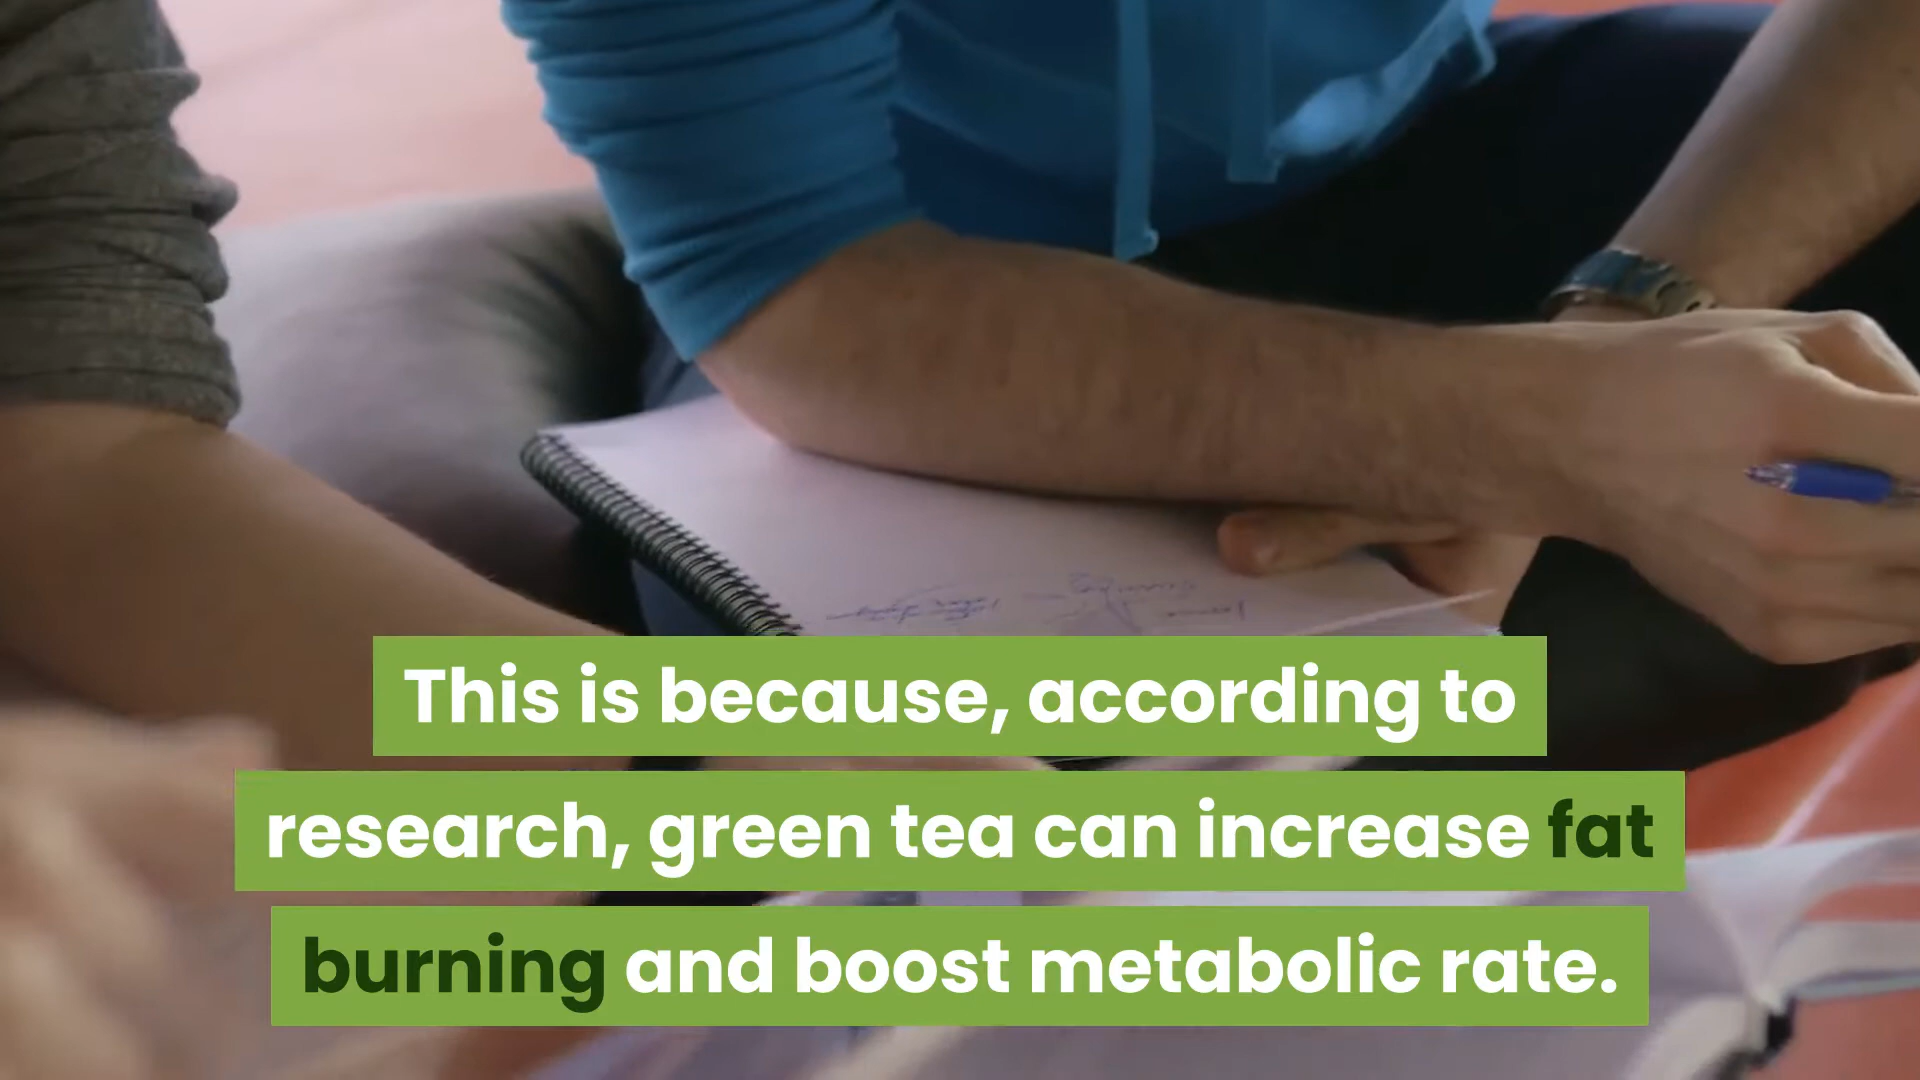 This is because, according to
research, green tea can increase fat
burning and boost metabolic rate.